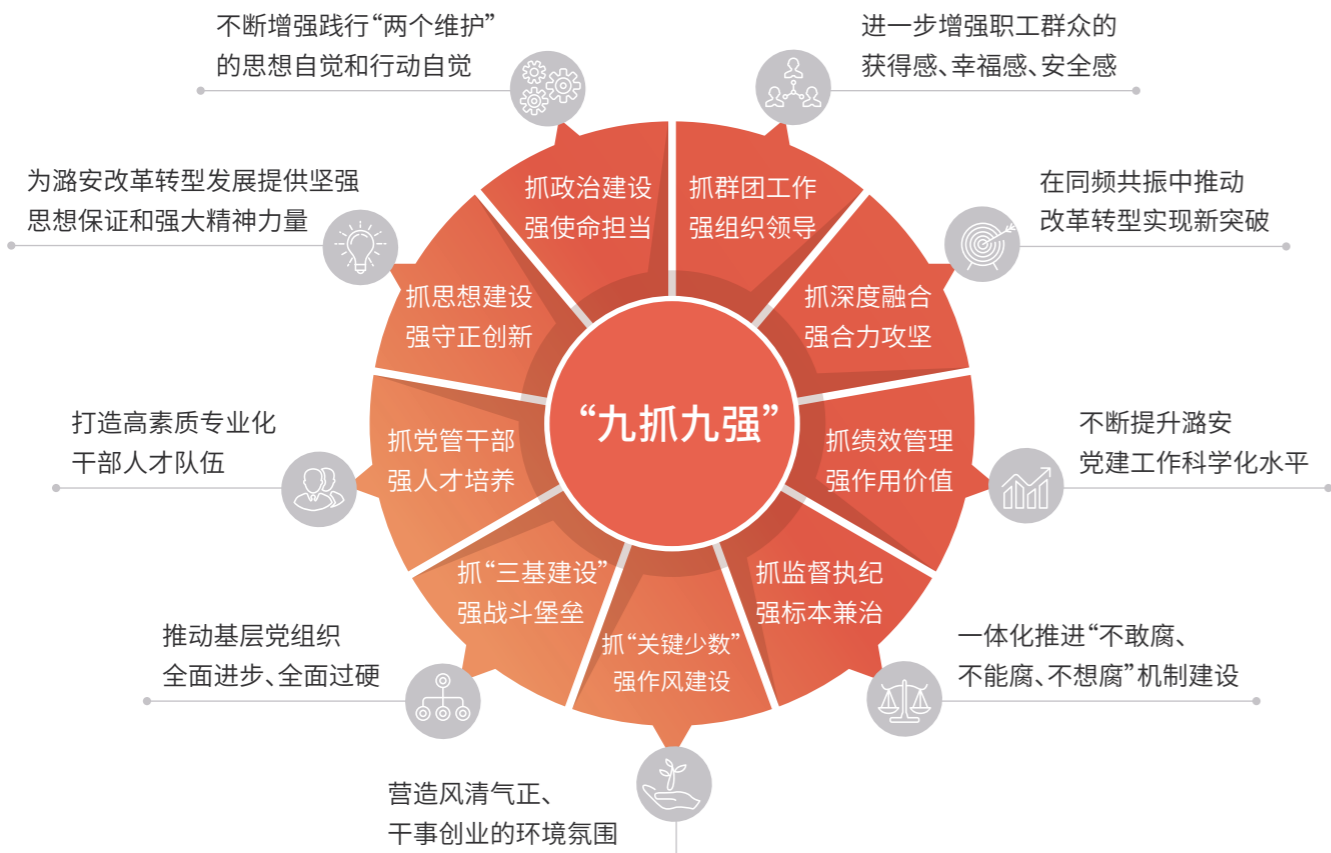 不断增强践行“两个维护”
的思想自觉和行动自觉
进一步增强职工群众的
获得感、幸福感、安全感
为潞安改革转型发展提供坚强
思想保证和强大精神力量
在同频共振中推动
改革转型实现新突破
抓政治建设
强使命担当
抓群团工作
强组织领导
抓思想建设
强守正创新
抓深度融合
强合力攻坚
打造高素质专业化
干部人才队伍
抓党管干部
强人才培养
“九抓九强”
抓绩效管理
强作用价值
不断提升潞安
党建工作科学化水平
抓“三基建设”
强战斗堡垒
抓“关键少数”
强作风建设
抓监督执纪
强标本兼治
推动基层党组织
全面进步、全面过硬
一体化推进“不敢腐、
不能腐、不想腐”机制建设
营造风清气正、
干事创业的环境氛围